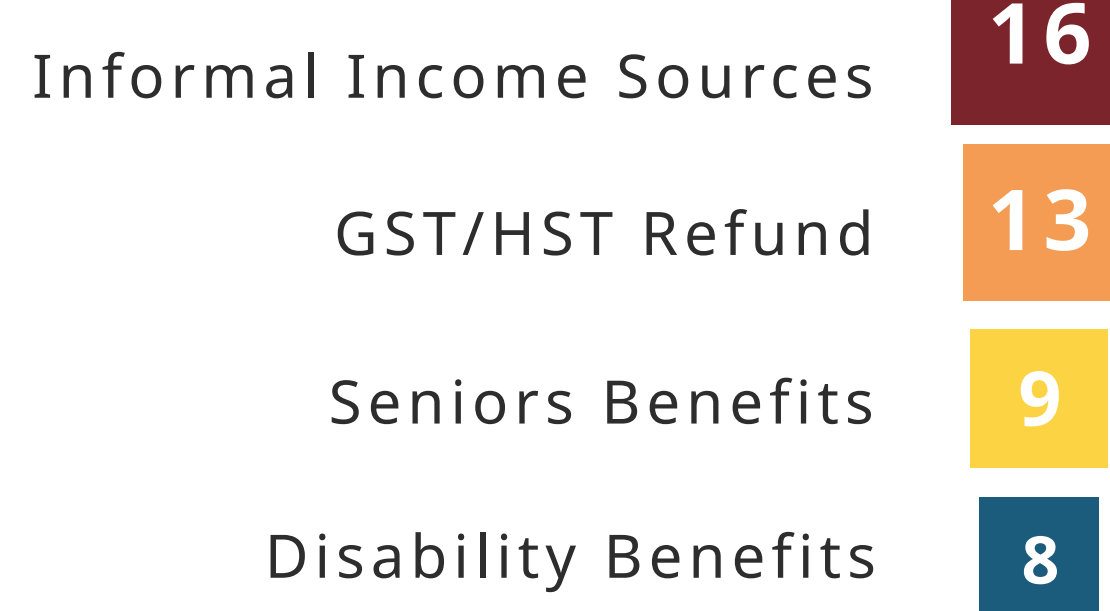 Informal Income Sources 16
GST/HST Refund 13
Seniors Benefits 9
Disability Benefits 8